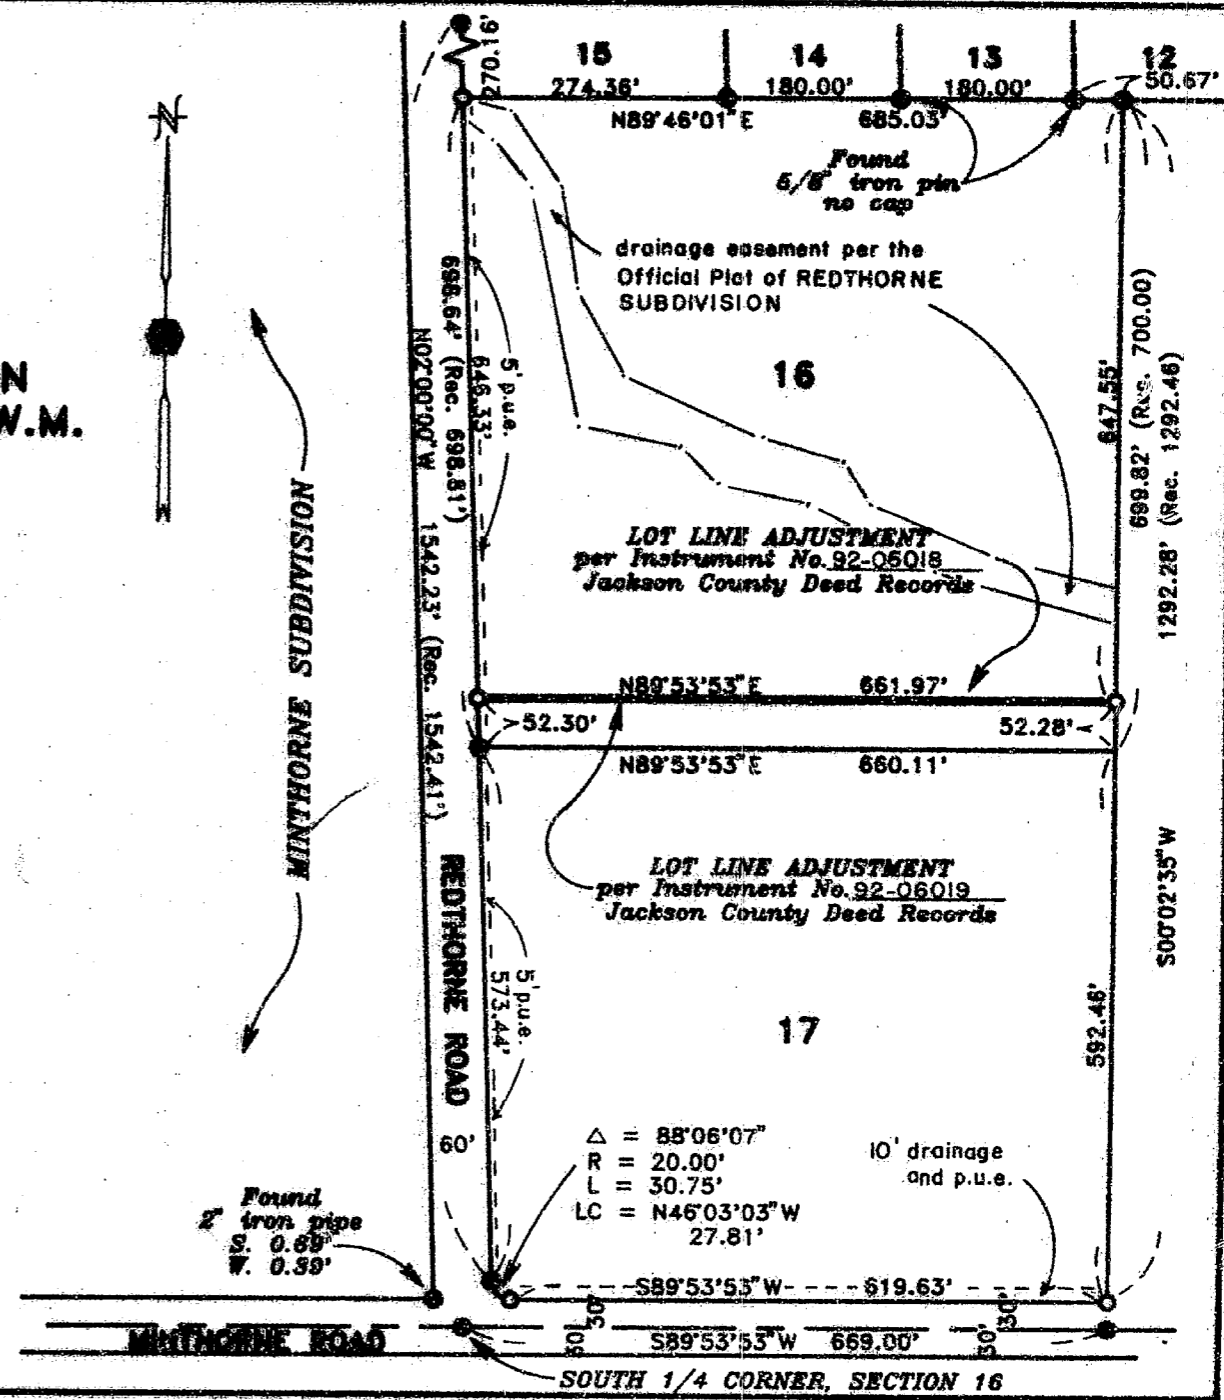 270.16'
15
14
13
12
274.36'
180.00'
180.00'
50.67'
N89°46'01"E 685.03'
Found
5/8" iron pin
no cap
N
W.M.
drainage easement per the
Official Plat of REDTHORNE
SUBDIVISION
16
698.64' (Rec. 698.81')
646.33'
5' p.u.e.
N02°00'00"W 1542.23' (Rec. 1542.41')
647.55'
699.82' (Rec. 700.00)
1292.28' (Rec. 1292.46)
S00°02'35"W
MINTHORNE SUBDIVISION
LOT LINE ADJUSTMENT
per Instrument No. 92-06018
Jackson County Deed Records
N89°53'53"E 661.97'
52.30'
52.28'
N89°53'53"E 660.11'
LOT LINE ADJUSTMENT
per Instrument No. 92-06019
Jackson County Deed Records
REDTHORNE ROAD
60'
5' p.u.e.
573.44'
17
592.46'
△ = 88°06'07"
R = 20.00'
L = 30.75'
LC = N46°03'03"W
27.81'
10' drainage
and p.u.e.
Found
2" iron pipe
S. 0.69'
W. 0.39'
S89°53'53"W 619.63'
30'
30'
30'
30'
MINTHORNE ROAD
S89°53'53"W 669.00'
SOUTH 1/4 CORNER, SECTION 16